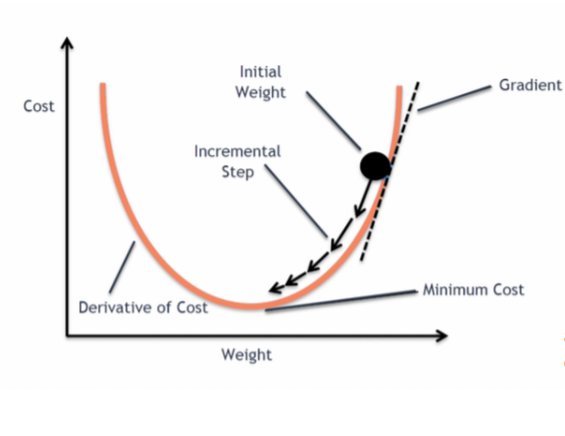 Initial
Weight
Gradient
Cost
Incremental
Step
Minimum Cost
Derivative of Cost
Weight